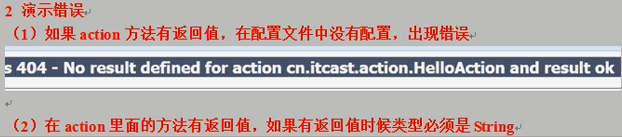 2 演示错误
（1）如果 action 方法有返回值，在配置文件中没有配置，出现错误
s 404 - No result defined for action cn.itcast.action.HelloAction and result ok
（2）在 action 里面的方法有返回值，如果有返回值时候类型必须是 String